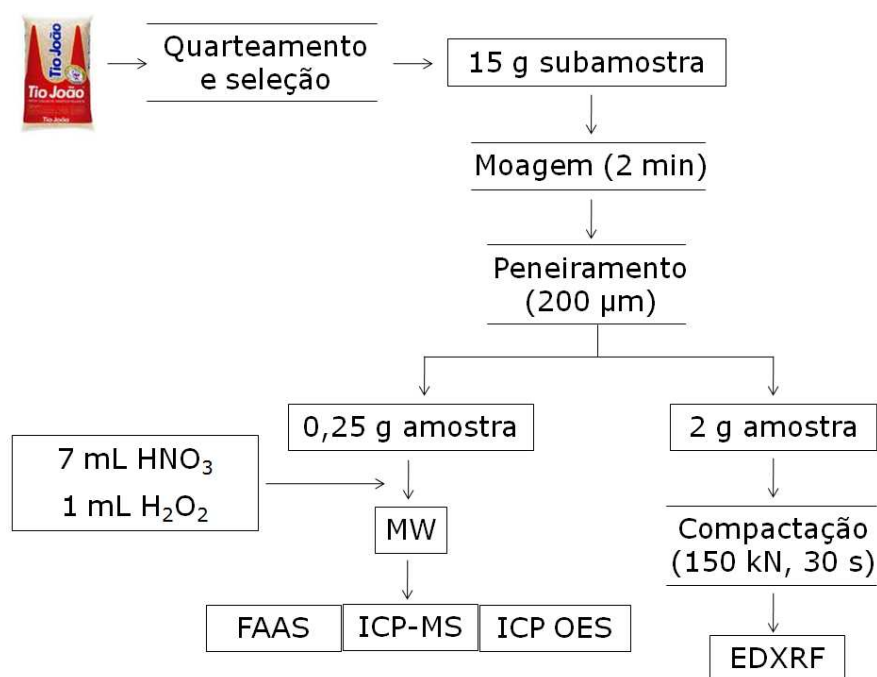 Tio João
Tio João
Tio João
Quarteamento
e seleção
15 g subamostra
Moagem (2 min)
Peneiramento
(200 µm)
0,25 g amostra
2 g amostra
7 mL HNO₃
1 mL H₂O₂
MW
Compactação
(150 kN, 30 s)
FAAS
ICP-MS
ICP OES
EDXRF